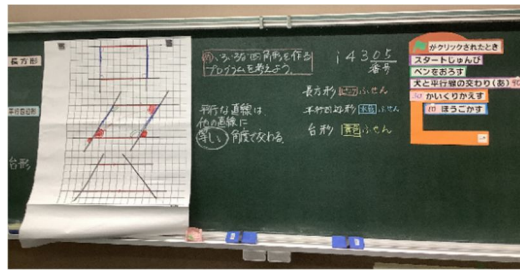 長方形
平行四辺形
台形
いろいろな四角形を作る
プログラムを考えよう。
平行な直線は、
他の直線に
等しい角度で交わる。
i4305
番号
長方形 ふせん
平行四辺形 ふせん
台形 黄色ふせん
がクリックされたとき
スタートじゅんび
ペンをおろす
犬と平行線の交わり(あ)
かいくりかえす
ほうこかす